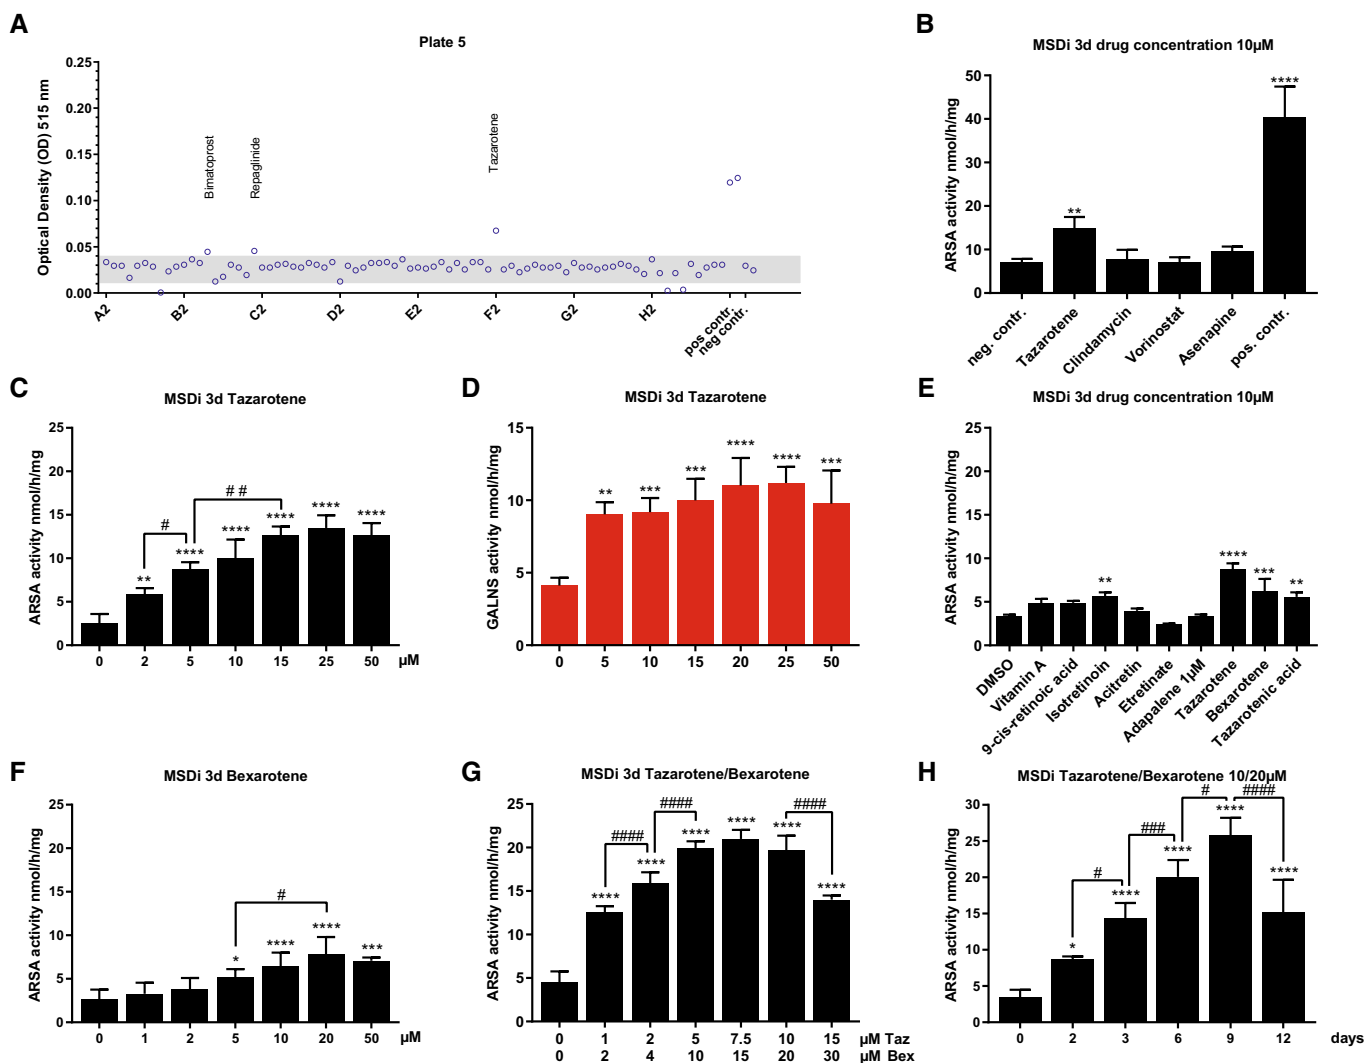 A
Plate 5
Optical Density (OD) 515 nm
0.25
0.20
0.15
0.10
0.05
0.00
Bimatoprost
Repaglinide
Tazarotene
A2
B2
C2
D2
E2
F2
G2
H2
pos contr.
neg contr.
B
MSDi 3d drug concentration 10µM
ARSA activity nmol/h/mg
50
40
30
20
10
0
**
****
neg. contr.
Tazarotene
Clindamycin
Vorinostat
Asenapine
pos. contr.
C
MSDi 3d Tazarotene
ARSA activity nmol/h/mg
25
20
15
10
5
0
# #
#
**
****
****
****
****
****
0 2 5 10 15 25 50 µM
D
MSDi 3d Tazarotene
GALNS activity nmol/h/mg
15
10
5
0
**
***
***
****
****
***
0 5 10 15 20 25 50
E
MSDi 3d drug concentration 10µM
ARSA activity nmol/h/mg
25
20
15
10
5
0
**
****
***
**
DMSO
Vitamin A
9-cis-retinoic acid
Isotretinoin
Acitretin
Etretinate
Adapalene 1µM
Tazarotene
Bexarotene
Tazarotenic acid
F
MSDi 3d Bexarotene
ARSA activity nmol/h/mg
25
20
15
10
5
0
#
*
****
****
***
0 1 2 5 10 20 50 µM
G
MSDi 3d Tazarotene/Bexarotene
ARSA activity nmol/h/mg
25
20
15
10
5
0
####
####
####
****
****
****
****
****
****
0 1 2 5 7.5 10 15 µM Taz
0 2 4 10 15 20 30 µM Bex
H
MSDi Tazarotene/Bexarotene 10/20µM
ARSA activity nmol/h/mg
30
25
20
15
10
5
0
#
###
#
####
*
****
****
****
****
0 2 3 6 9 12 days